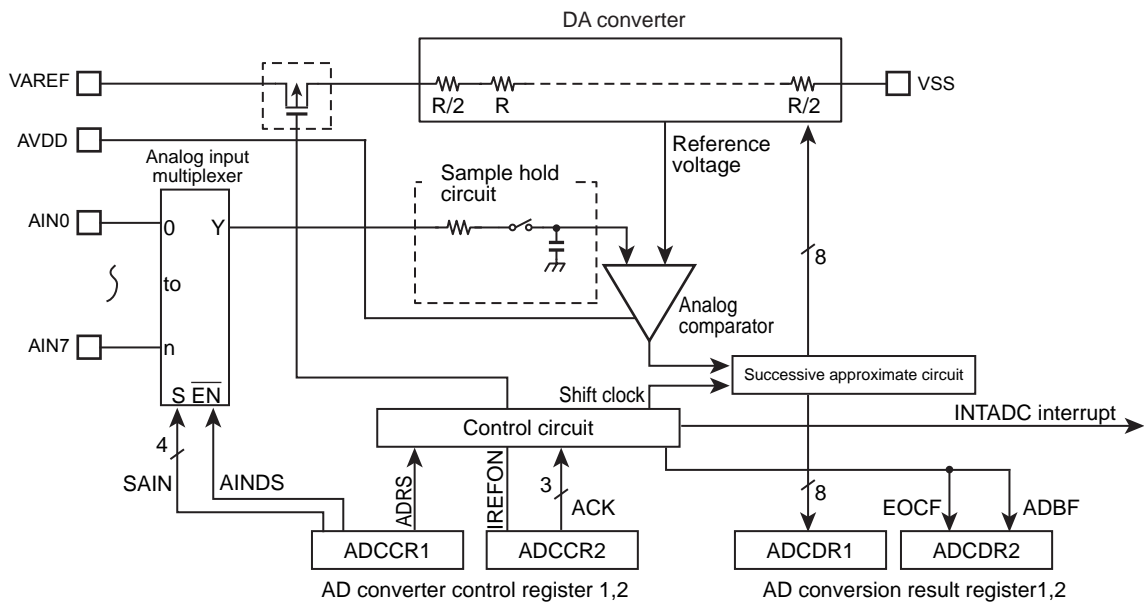 DA converter
VAREF
R/2
R
R/2
VSS
AVDD
Analog input
multiplexer
Reference
voltage
Sample hold
circuit
AIN0
0
Y
to
8
Analog
comparator
AIN7
n
S EN
Successive approximate circuit
Shift clock
INTADC interrupt
Control circuit
4
SAIN
AINDS
ADRS
IREFON
3
ACK
8
EOCF
ADBF
ADCCR1
ADCCR2
ADCDR1
ADCDR2
AD converter control register 1,2
AD conversion result register1,2